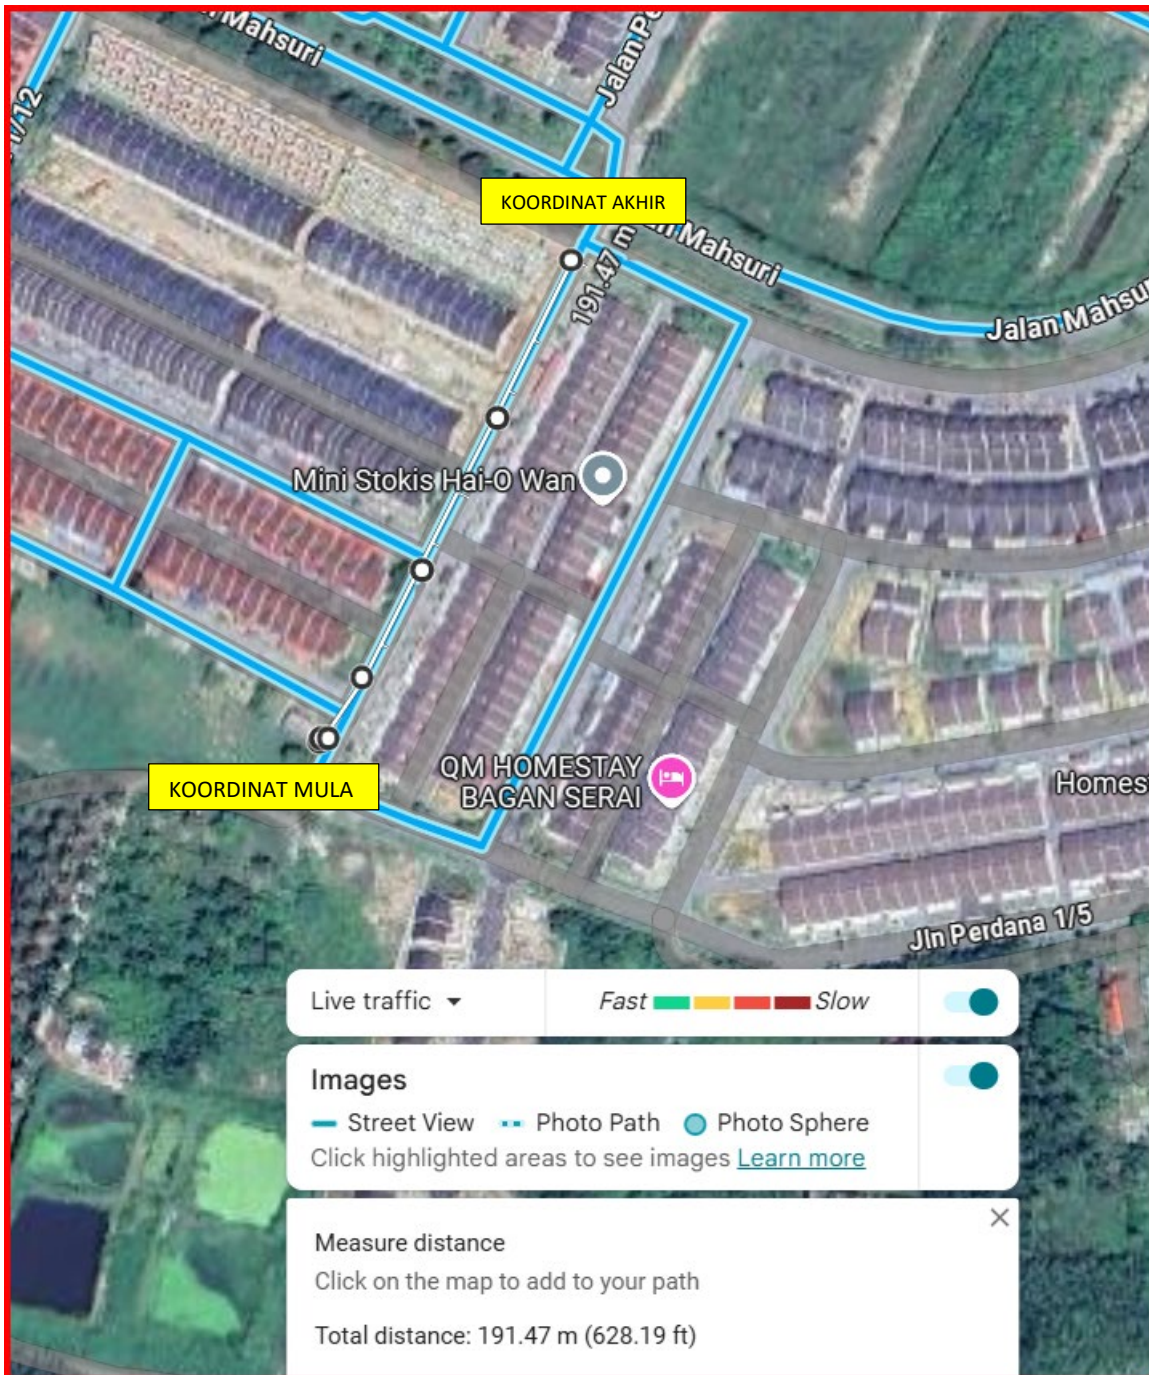 Mahsuri
Jalan Pe
1/12
KOORDINAT AKHIR
Mahsuri
191.47 m
Jalan Mahsu
Mini Stokis Hai-O Wan
QM HOMESTAY
BAGAN SERAI
KOORDINAT MULA
Homes
Jln Perdana 1/5
Live traffic
Fast
Slow
Images
Street View
Photo Path
Photo Sphere
Click highlighted areas to see images Learn more
Measure distance
Click on the map to add to your path
Total distance: 191.47 m (628.19 ft)